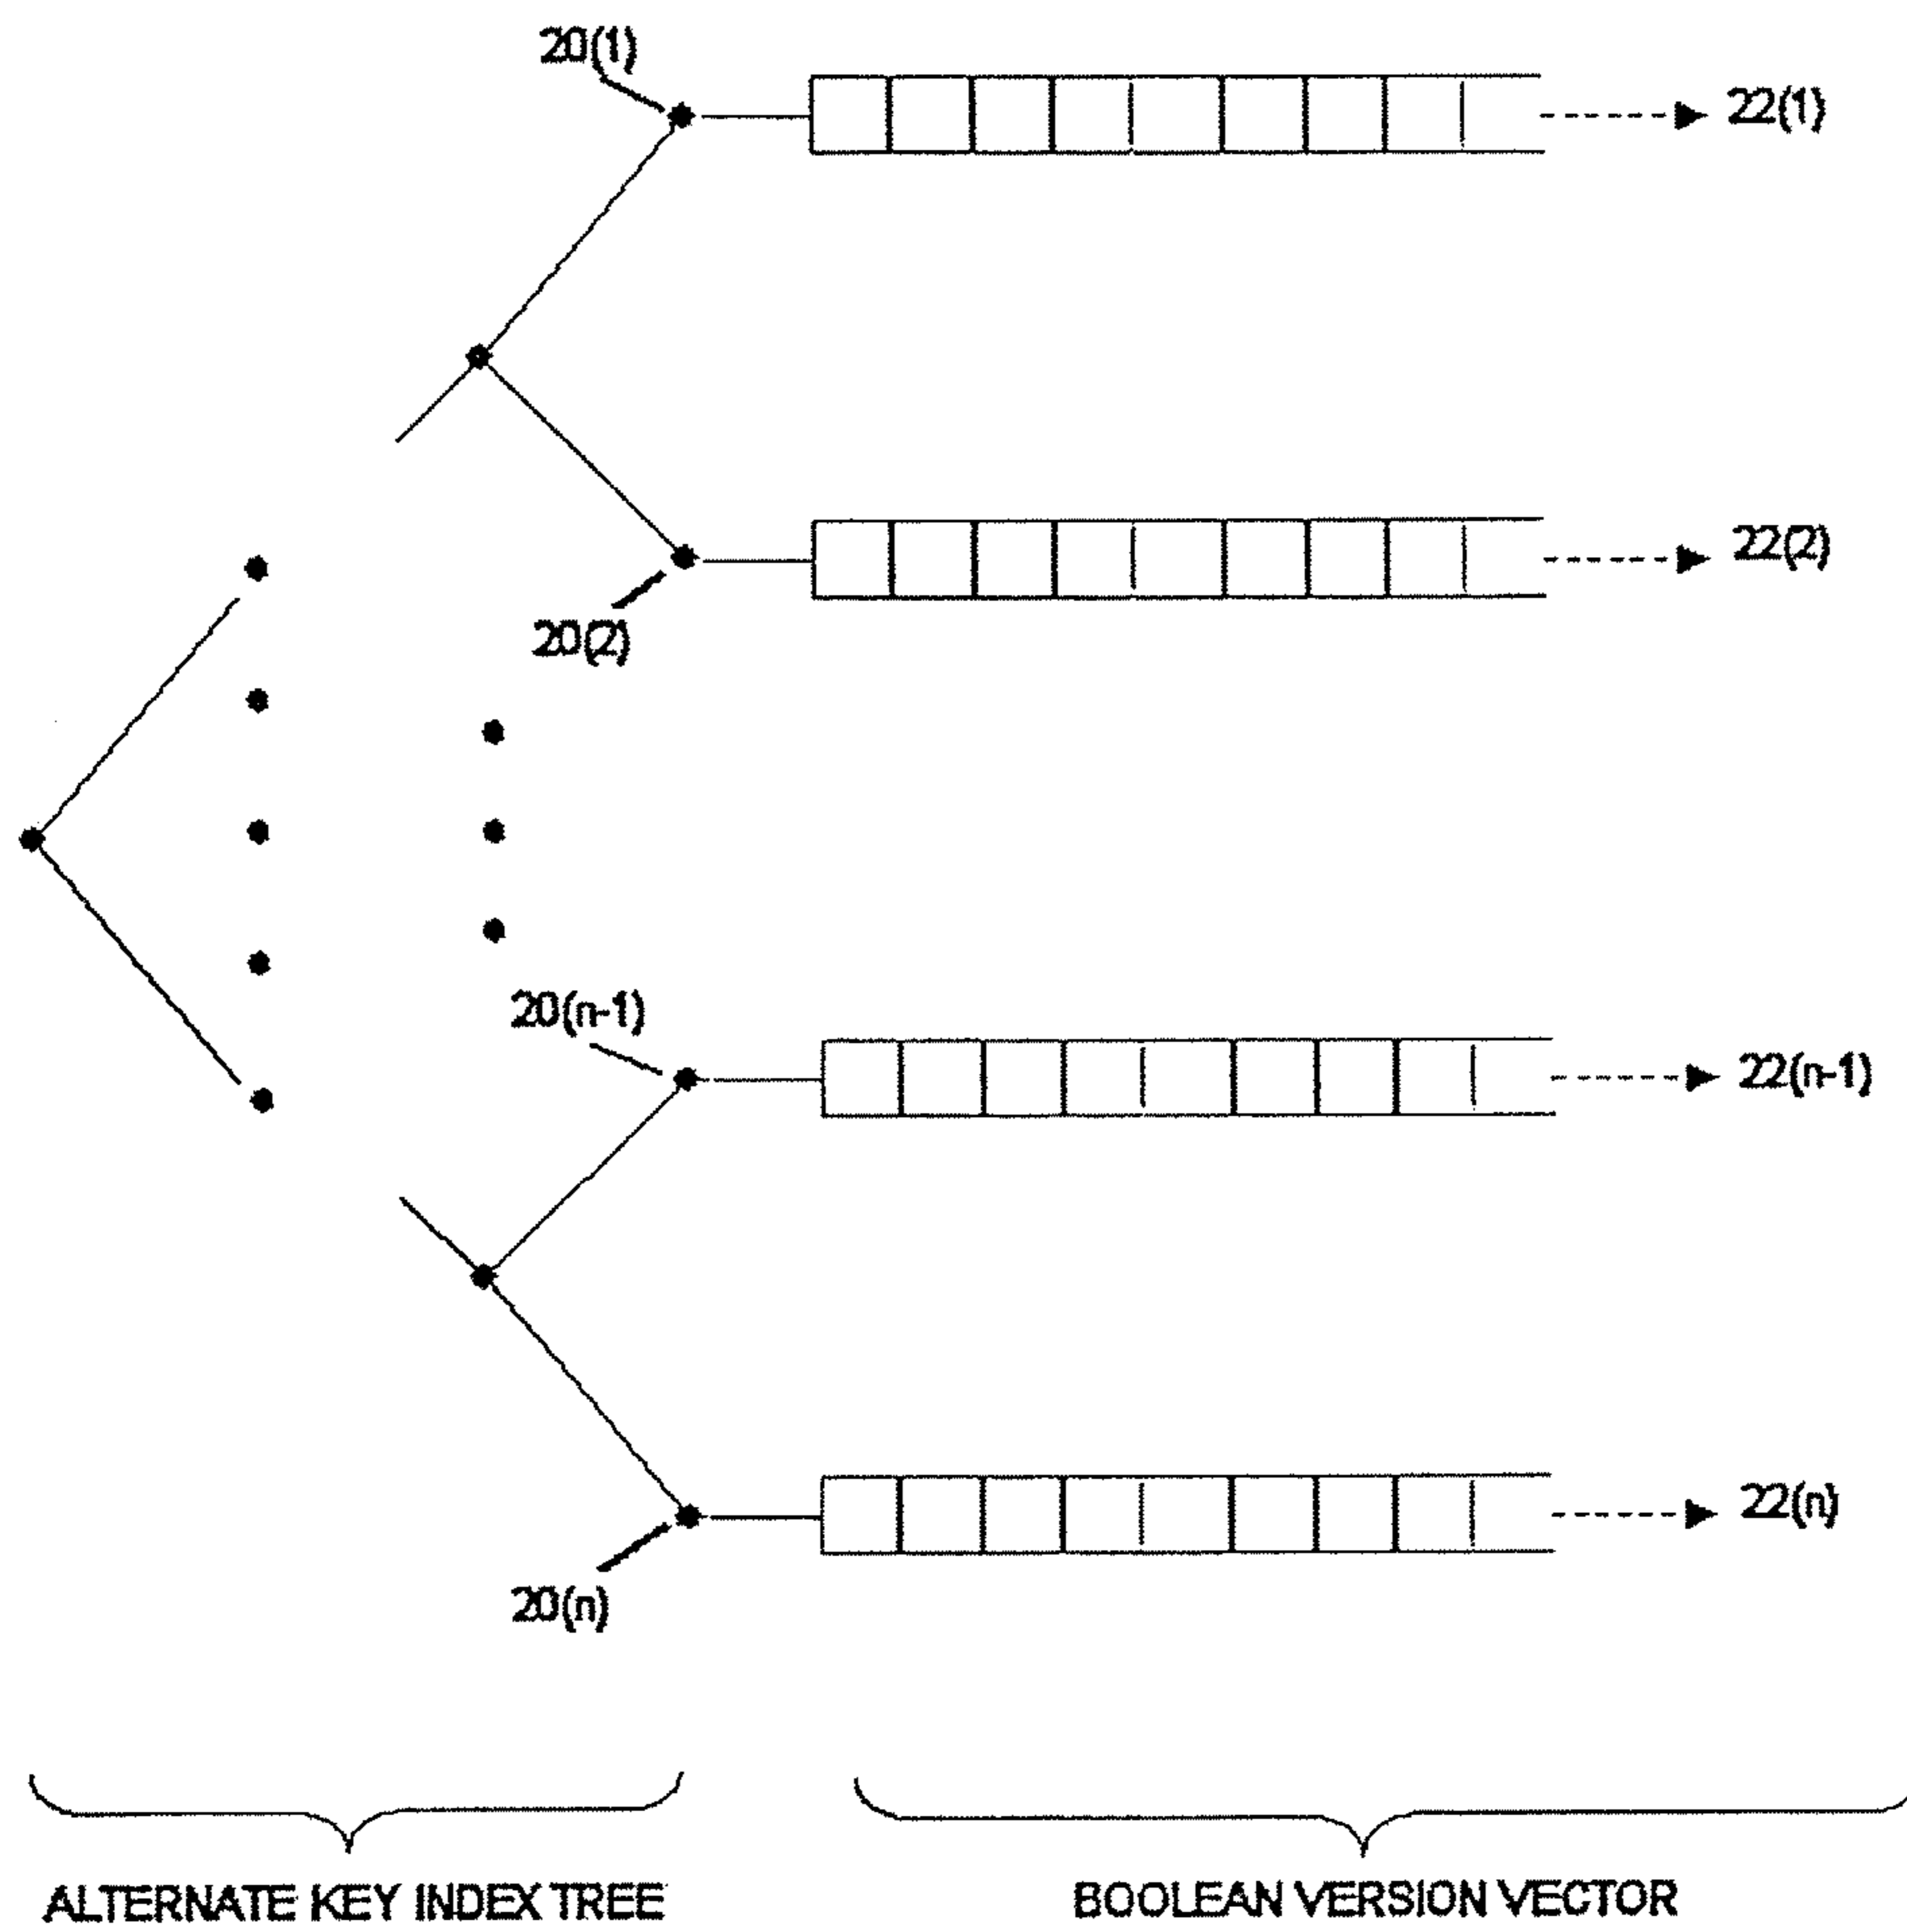 20(1)
22(1)
22(2)
20(2)
20(n-1)
22(n-1)
22(n)
20(n)
ALTERNATE KEY INDEX TREE
BOOLEAN VERSION VECTOR